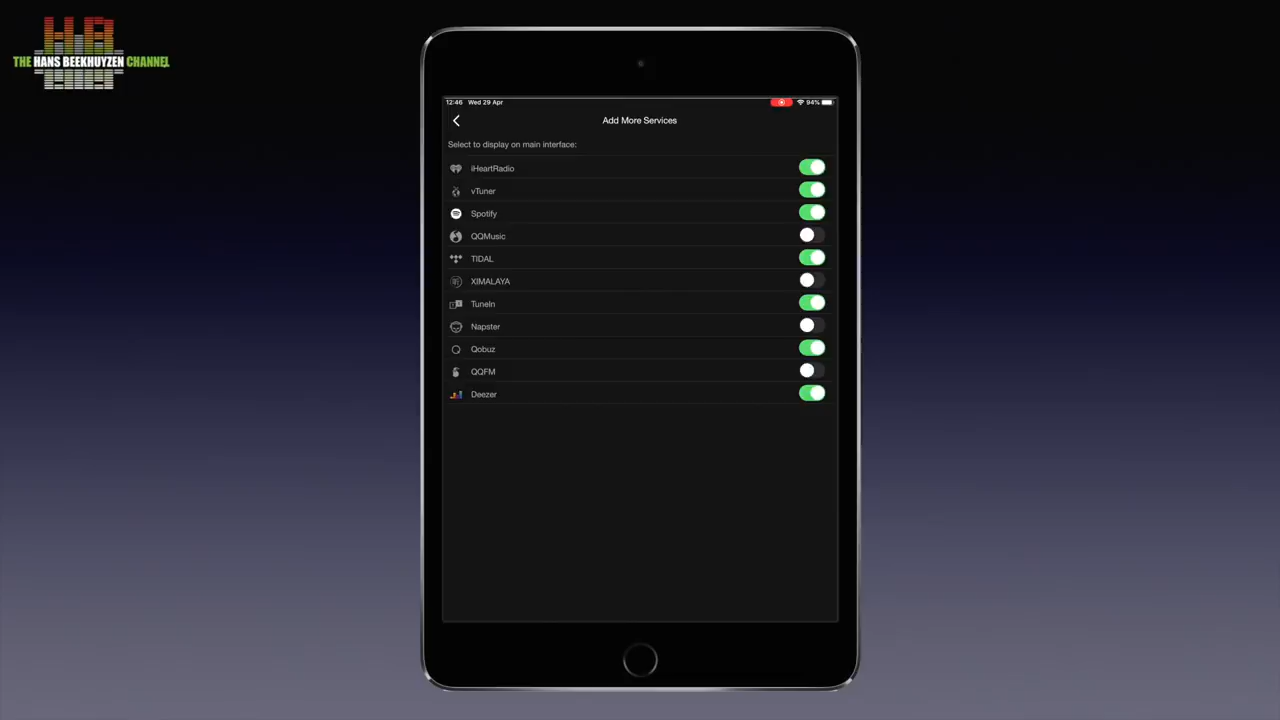 THE HANS BEEKHUYZEN CHANNEL
12:46 Wed 29 Apr 94%
Add More Services
Select to display on main interface:
iHeartRadio
vTuner
Spotify
QQMusic
TIDAL
XIMALAYA
TuneIn
Napster
Qobuz
QQFM
Deezer